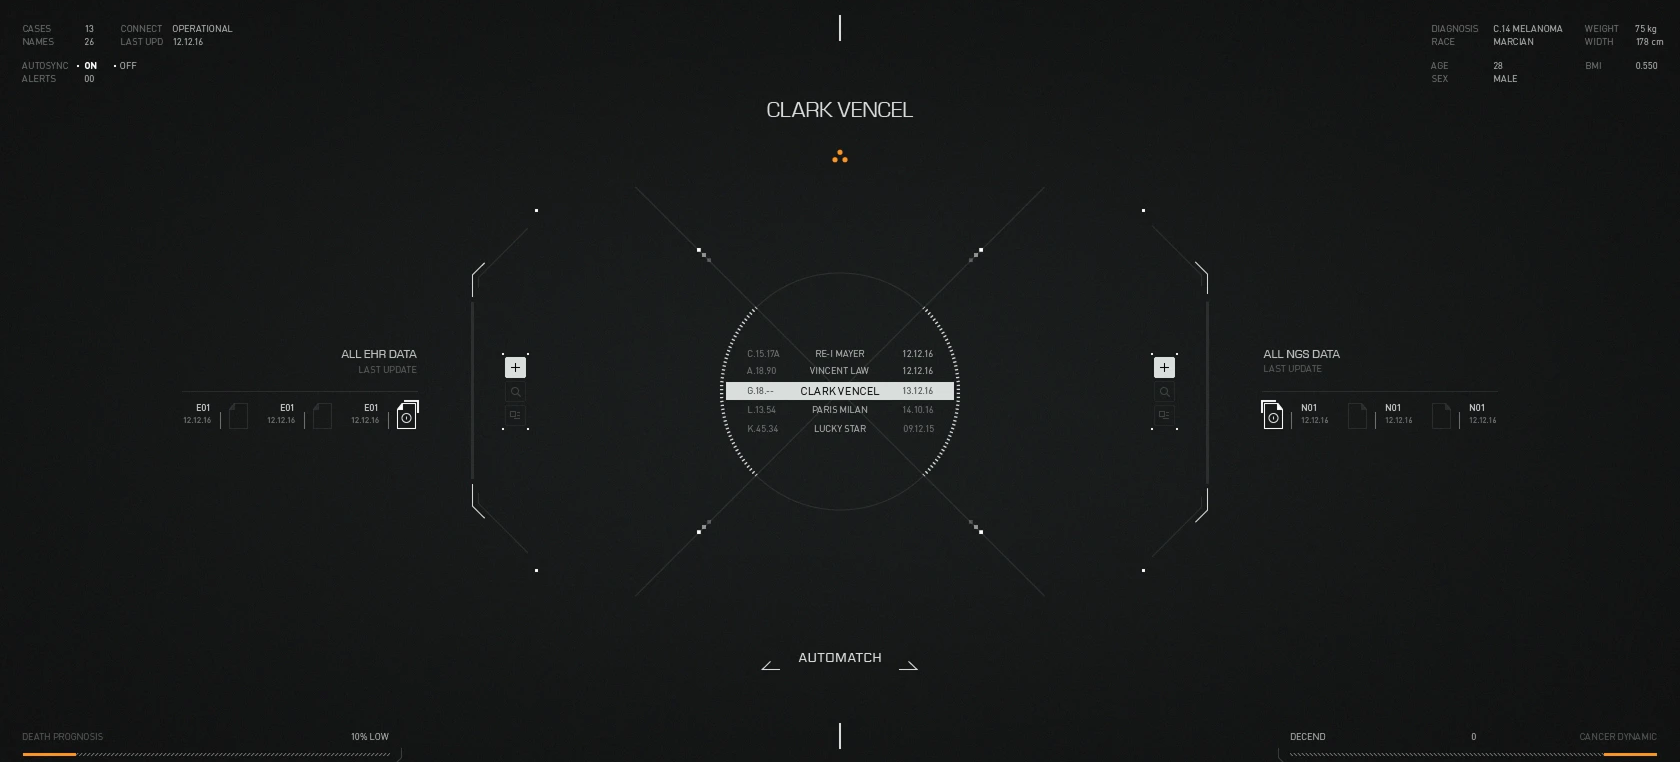 CASES 13 CONNECT OPERATIONAL
NAMES 26 LAST UPD 12.12.16
AUTOSYNC ON OFF
ALERTS 00
DIAGNOSIS C.14 MELANOMA WEIGHT 75 kg
RACE MARCIAN WIDTH 178 cm
AGE 28 BMI 0.550
SEX MALE
CLARK VENCEL
ALL EHR DATA
LAST UPDATE
E01 E01 E01
12.12.16 12.12.16 12.12.16
C.15.17A RE-I MAYER 12.12.16
A.18.90 VINCENT LAW 12.12.16
G.18.-- CLARK VENCEL 13.12.16
L.13.54 PARIS MILAN 14.10.16
K.45.34 LUCKY STAR 09.12.15
ALL NGS DATA
LAST UPDATE
N01 N01 N01
12.12.16 12.12.16 12.12.16
AUTOMATCH
DEATH PROGNOSIS 10% LOW
DECEND 0 CANCER DYNAMIC